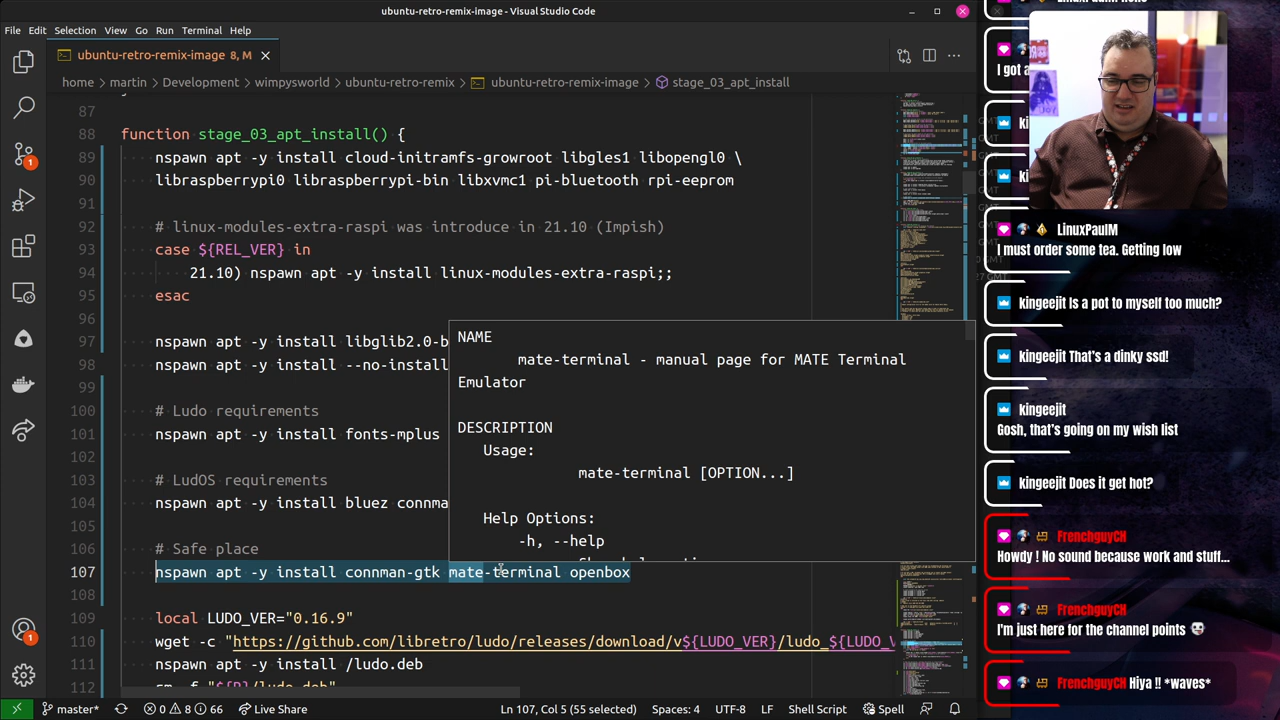 ubuntu-retro-remix-image - Visual Studio Code
File Edit Selection View Go Run Terminal Help
ubuntu-retro-remix-image 8, M
home > martin > Development > wimpysworld > ubuntu-retro-remix > ubuntu-retro-remix-image > stage_03_apt_install
87
88 function stage_03_apt_install() {
89 nspawn apt -y install cloud-initramfs-growroot libgles1 libopengl0 \
90 libraspberrypi0 libraspberrypi-bin libvulkan
91
92 # linux-modules-extra-raspi was introduce in 21.10 (Impish)
93 case ${REL_VER} in
94 21.10) nspawn apt -y install linux-modules-extra-raspi;;
95 esac
96
97 nspawn apt -y install libglib2.0-b
98 nspawn apt -y install --no-install
99
100 # Ludo requirements
101 nspawn apt -y install fonts-mplus
102
103 # LudOS requirements
104 nspawn apt -y install bluez connma
105
106 # Safe place
107 nspawn apt -y install connman-gtk mate-terminal openbox
108
109 local LUDO_VER="0.16.9"
110 wget "https://github.com/libretro/ludo/releases/download/v${LUDO_VER}/ludo_${LUDO_V
111 nspawn apt -y install /ludo.deb
112
NAME
mate-terminal - manual page for MATE Terminal
Emulator
DESCRIPTION
Usage:
mate-terminal [OPTION...]
Help Options:
-h, --help
master* 0 8 6 Live Share
Ln 107, Col 5 (55 selected) Spaces: 4 UTF-8 LF Shell Script Spell
I got a
ki
ki
LinuxPaulM
I must order some tea. Getting low
kingeejit Is a pot to myself too much?
kingeejit That's a dinky ssd!
kingeejit
Gosh, that's going on my wish list
kingeejit Does it get hot?
FrenchguyCH
Howdy ! No sound because work and stuff...
FrenchguyCH
I'm just here for the channel points
FrenchguyCH Hiya !! *waves*